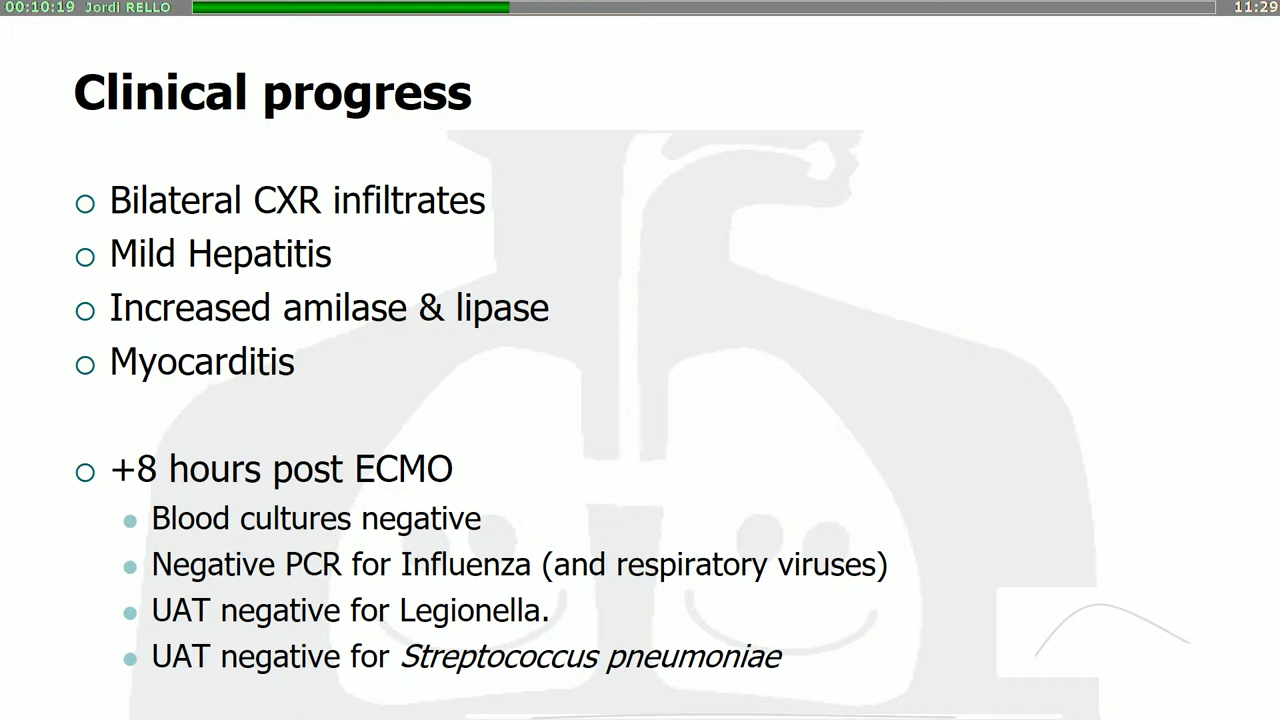 00:10:19 Jordi RELLO 11:29
Clinical progress
Bilateral CXR infiltrates
Mild Hepatitis
Increased amilase & lipase
Myocarditis
+8 hours post ECMO
Blood cultures negative
Negative PCR for Influenza (and respiratory viruses)
UAT negative for Legionella.
UAT negative for Streptococcus pneumoniae